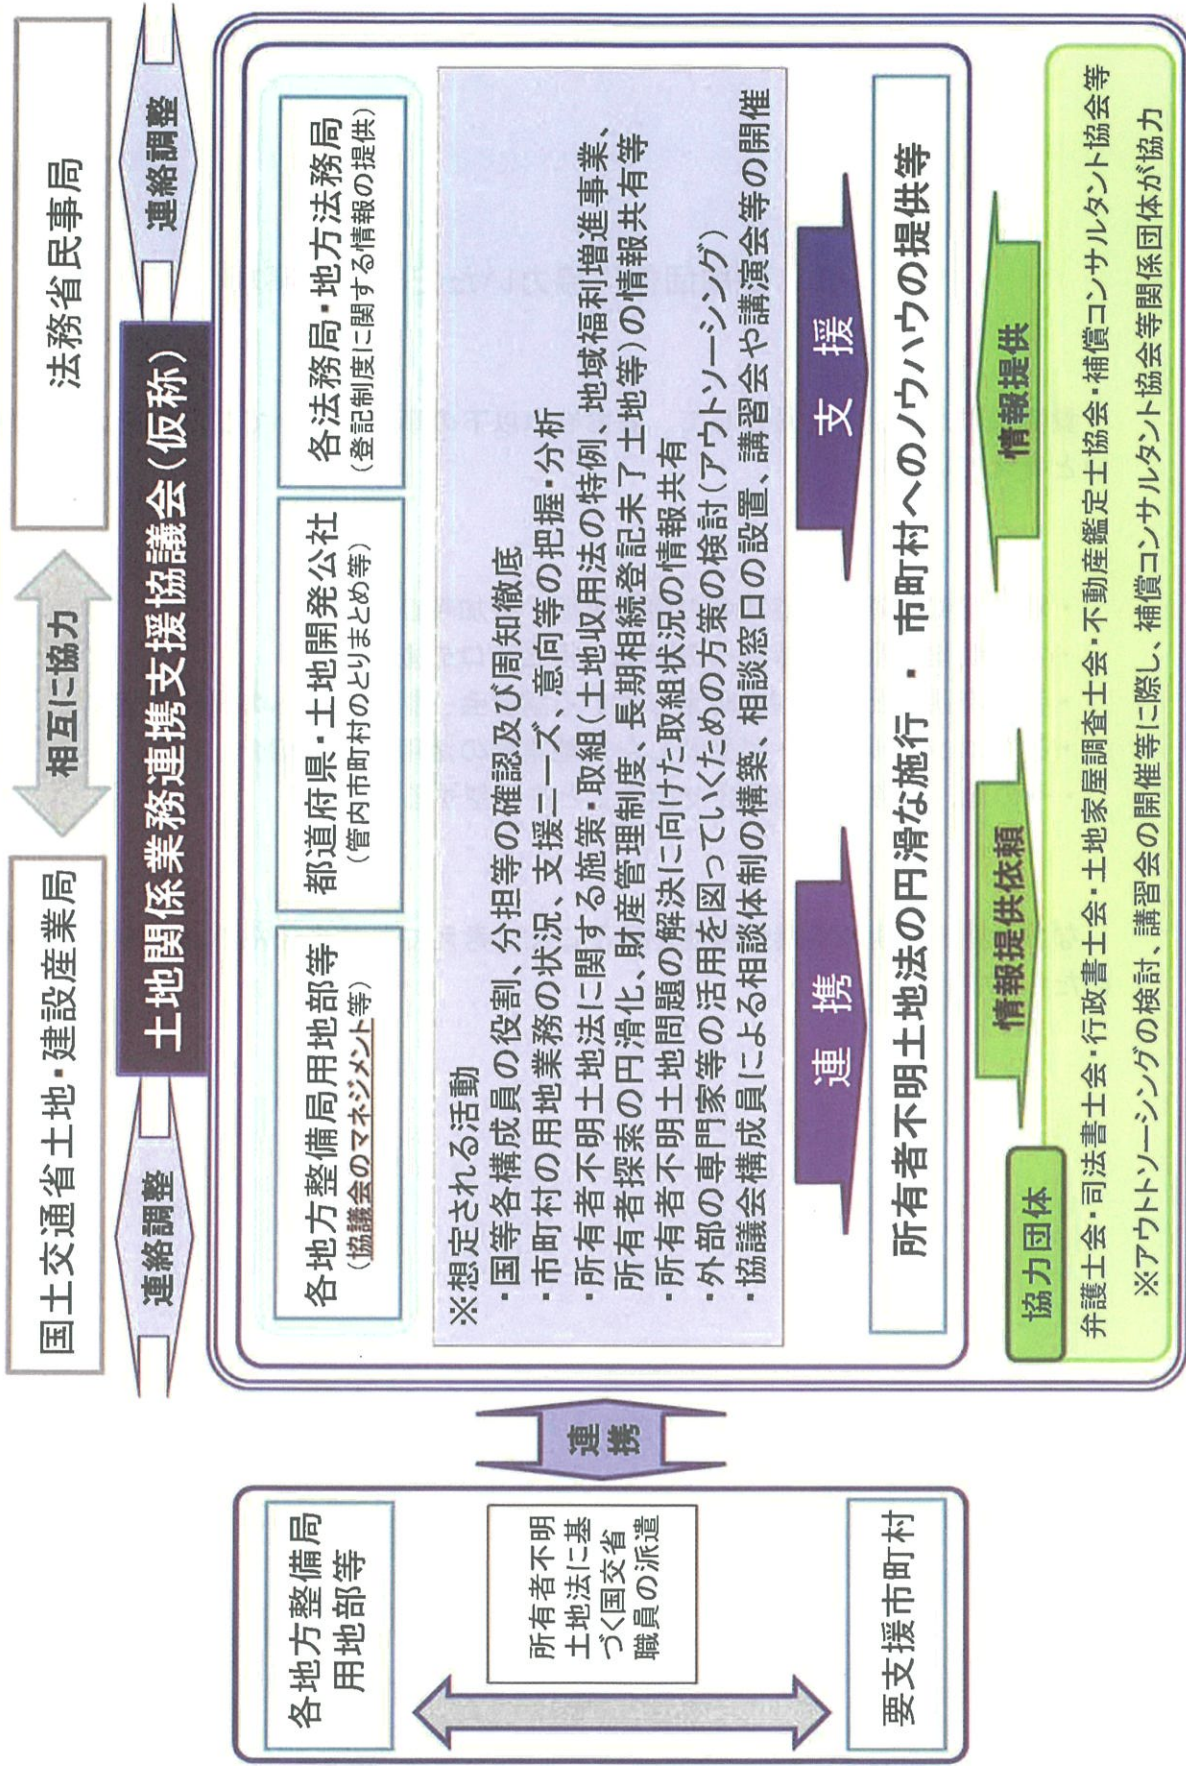 国土交通省土地・建設産業局
相互に協力
法務省民事局
連絡調整
土地関係業務連携支援協議会(仮称)
連絡調整
各地方整備局用地部等
(協議会のマネジメント等)
都道府県・土地開発公社
(管内市町村のとりまとめ等)
各法務局・地方法務局
(登記制度に関する情報の提供)
※想定される活動
・国等各構成員の役割、分担等の確認及び周知徹底
・市町村の用地業務の状況、支援ニーズ、意向等の把握・分析
・所有者不明土地法に関する施策・取組(土地収用法の特例、地域福利増進事業、
所有者探索の円滑化、財産管理制度、長期相続登記未了土地等)の情報共有等
・所有者不明土地問題の解決に向けた取組状況の情報共有
・外部の専門家等の活用を図っていくための方策の検討(アウトソーシング)
・協議会構成員による相談体制の構築、相談窓口の設置、講習会や講演会等の開催
連携
支援
所有者不明土地法の円滑な施行 ・ 市町村へのノウハウの提供等
情報提供依頼
情報提供
協力団体
弁護士会・司法書士会・行政書士会・土地家屋調査士会・不動産鑑定士協会・補償コンサルタント協会等
※アウトソーシングの検討、講習会の開催等に際し、補償コンサルタント協会等関係団体が協力
各地方整備局
用地部等
所有者不明
土地法に基
づく国交省
職員の派遣
要支援市町村
連
携